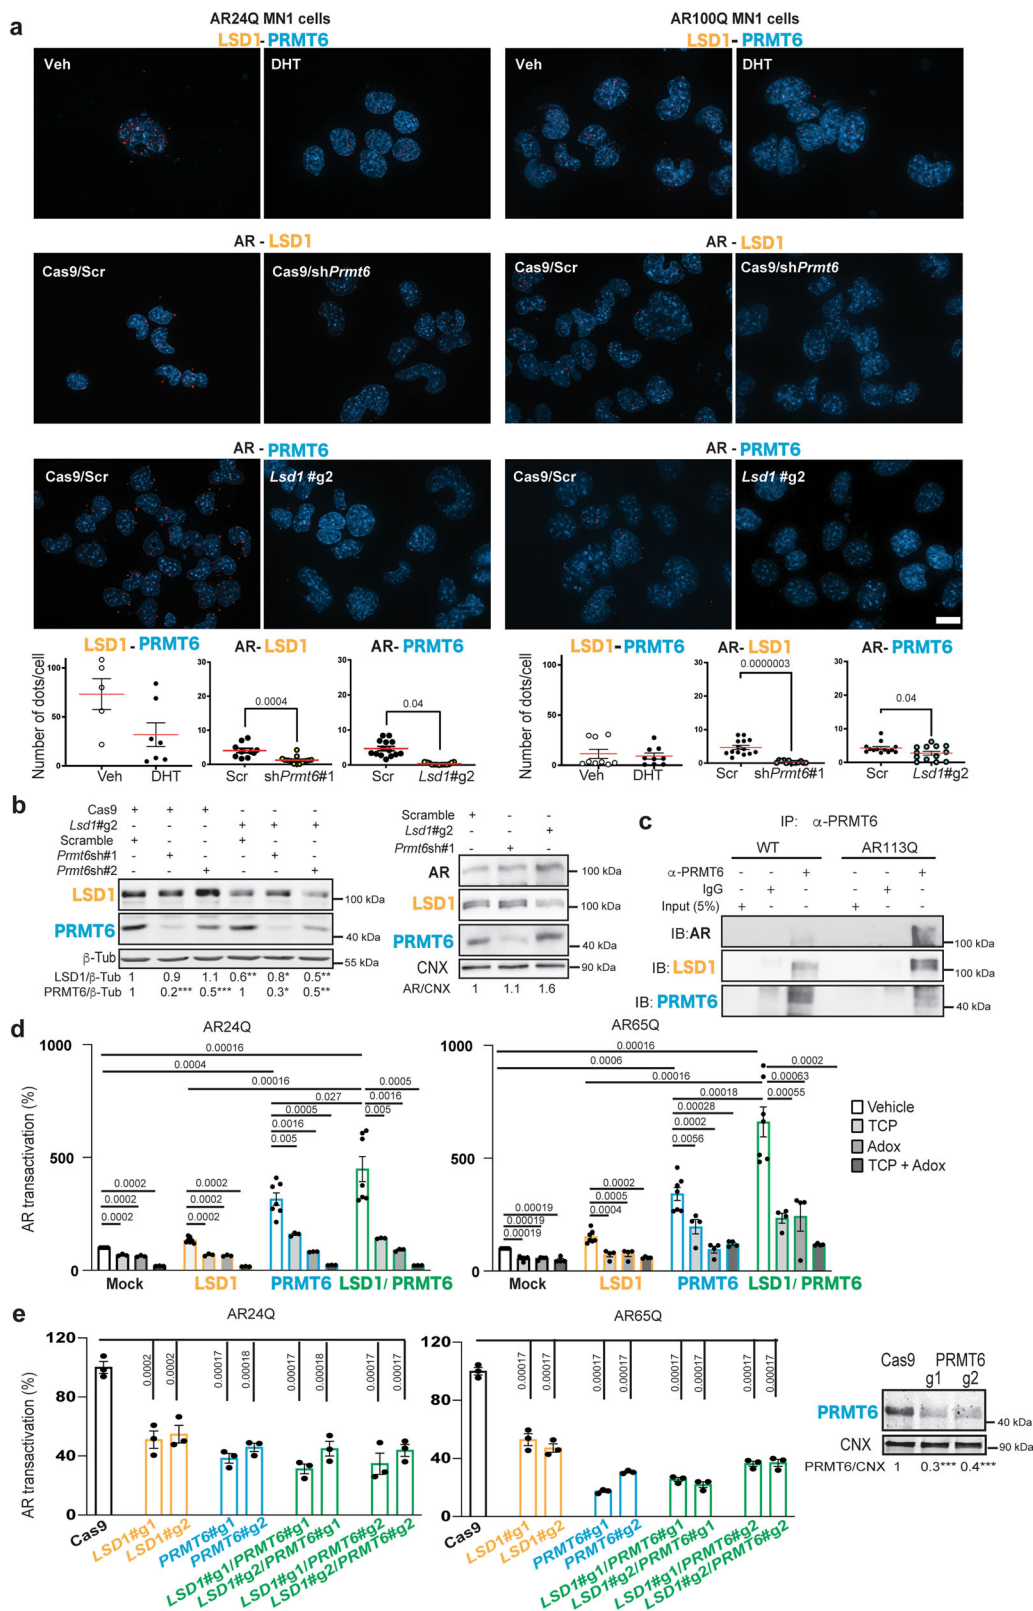 a
AR24Q MN1 cells
LSD1- PRMT6
AR100Q MN1 cells
LSD1- PRMT6
Veh
DHT
Veh
DHT
AR - LSD1
AR - LSD1
Cas9/Scr
Cas9/shPrmt6
Cas9/Scr
Cas9/shPrmt6
AR - PRMT6
AR - PRMT6
Cas9/Scr
Lsd1 #g2
Cas9/Scr
Lsd1 #g2
LSD1- PRMT6
AR- LSD1
AR- PRMT6
LSD1-PRMT6
AR- LSD1
AR- PRMT6
Number of dots/cell
100
50
0
Veh
DHT
30
20
10
0
0.0004
Scr
shPrmt6#1
30
20
10
0
0.04
Scr
Lsd1#g2
Number of dots/cell
100
50
0
Veh
DHT
30
20
10
0
0.0000003
Scr
shPrmt6#1
30
20
10
0
0.04
Scr
Lsd1#g2
b
Cas9 + + + - - -
Lsd1#g2 - - - + + +
Scramble + - - + - -
Prmt6sh#1 - + - - + -
Prmt6sh#2 - - + - - +
LSD1
100 kDa
PRMT6
40 kDa
β-Tub
55 kDa
LSD1/β-Tub 1 0.9 1.1 0.6** 0.8* 0.5**
PRMT6/β-Tub 1 0.2*** 0.5*** 1 0.3* 0.5**
Scramble + - -
Lsd1#g2 - - +
Prmt6sh#1 - + -
AR
100 kDa
LSD1
100 kDa
PRMT6
40 kDa
CNX
90 kDa
AR/CNX 1 1.1 1.6
c
IP: α-PRMT6
WT
AR113Q
α-PRMT6 - - + - - +
IgG - + - - + -
Input (5%) + - - + - -
IB:AR
100 kDa
IB:LSD1
100 kDa
IB: PRMT6
40 kDa
d
AR24Q
AR transactivation (%)
1000
500
0
0.00016
0.0004
0.00016
0.0005
0.027
0.0016
0.0005
0.005
0.0016
0.005
0.0002
0.0002
0.0002
0.0002
0.0002
0.0002
Mock
LSD1
PRMT6
LSD1/ PRMT6
AR65Q
1000
500
0
0.00016
0.0006
0.0002
0.00016
0.00063
0.00018
0.00055
0.00028
0.0002
0.0056
0.0002
0.0005
0.0004
0.00019
0.00019
0.00019
Mock
LSD1
PRMT6
LSD1/ PRMT6
Vehicle
TCP
Adox
TCP + Adox
e
AR24Q
AR transactivation (%)
120
80
40
0
0.0002
0.0002
0.00017
0.00018
0.00017
0.00018
0.00017
0.00017
Cas9
LSD1#g1
LSD1#g2
PRMT6#g1
PRMT6#g2
LSD1#g1/PRMT6#g1
LSD1#g2/PRMT6#g1
LSD1#g1/PRMT6#g2
LSD1#g2/PRMT6#g2
AR65Q
120
80
40
0
0.00017
0.00017
0.00017
0.00017
0.00017
0.00017
0.00017
0.00017
Cas9
LSD1#g1
LSD1#g2
PRMT6#g1
PRMT6#g2
LSD1#g1/PRMT6#g1
LSD1#g2/PRMT6#g1
LSD1#g1/PRMT6#g2
LSD1#g2/PRMT6#g2
Cas9 PRMT6
g1 g2
PRMT6
40 kDa
CNX
90 kDa
PRMT6/CNX 1 0.3*** 0.4***